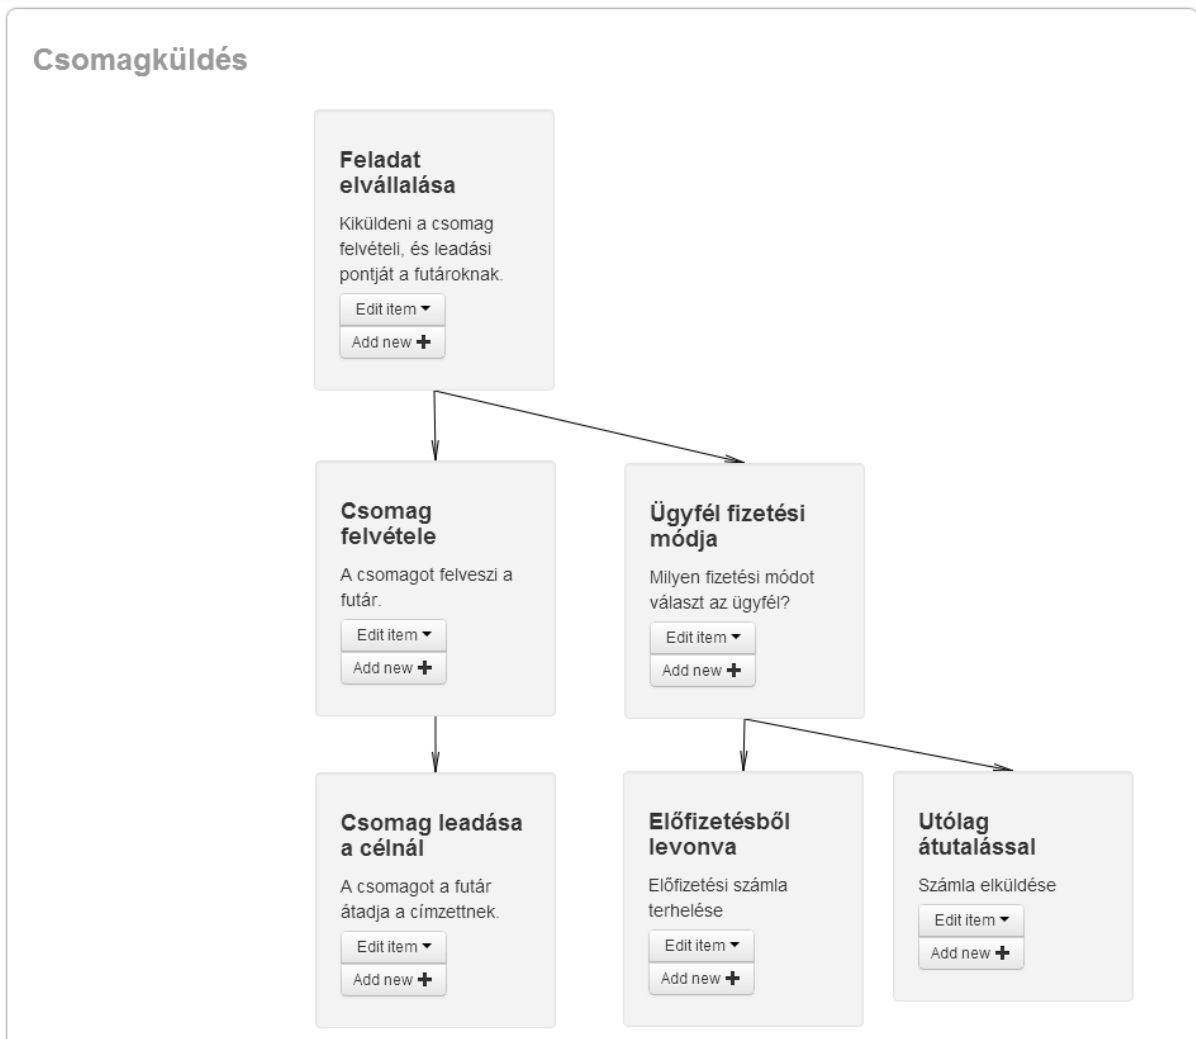 Csomagküldés
Feladat
elvállalása
Kiküldeni a csomag
felvételi, és leadási
pontját a futároknak.
Edit item
Add new
Csomag
felvétele
A csomagot felveszi a
futár.
Edit item
Add new
Ügyfél fizetési
módja
Milyen fizetési módot
választ az ügyfél?
Edit item
Add new
Csomag leadása
a célnál
A csomagot a futár
átadja a címzettnek.
Edit item
Add new
Előfizetésből
levonva
Előfizetési számla
terhelése
Edit item
Add new
Utólag
átutalással
Számla elküldése
Edit item
Add new